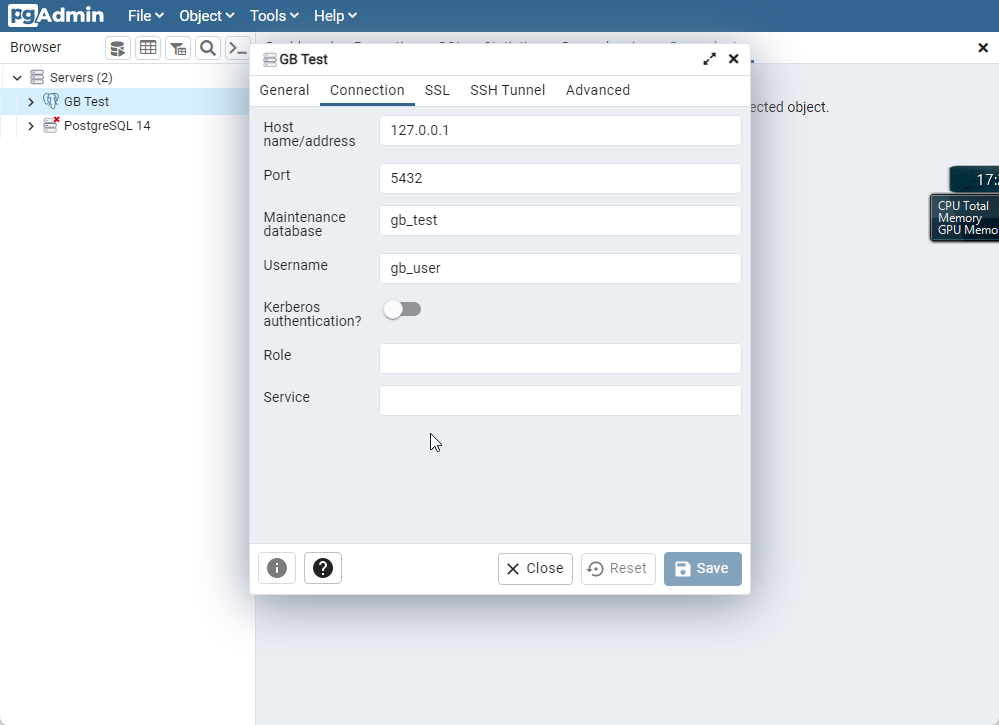 pgAdmin File Object Tools Help
Browser
Servers (2)
GB Test
PostgreSQL 14
ected object.
GB Test
General Connection SSL SSH Tunnel Advanced
Host
name/address
127.0.0.1
Port
5432
Maintenance
database
gb_test
Username
gb_user
Kerberos
authentication?
Role
Service
Close Reset Save
17:
CPU Total
Memory
GPU Memo